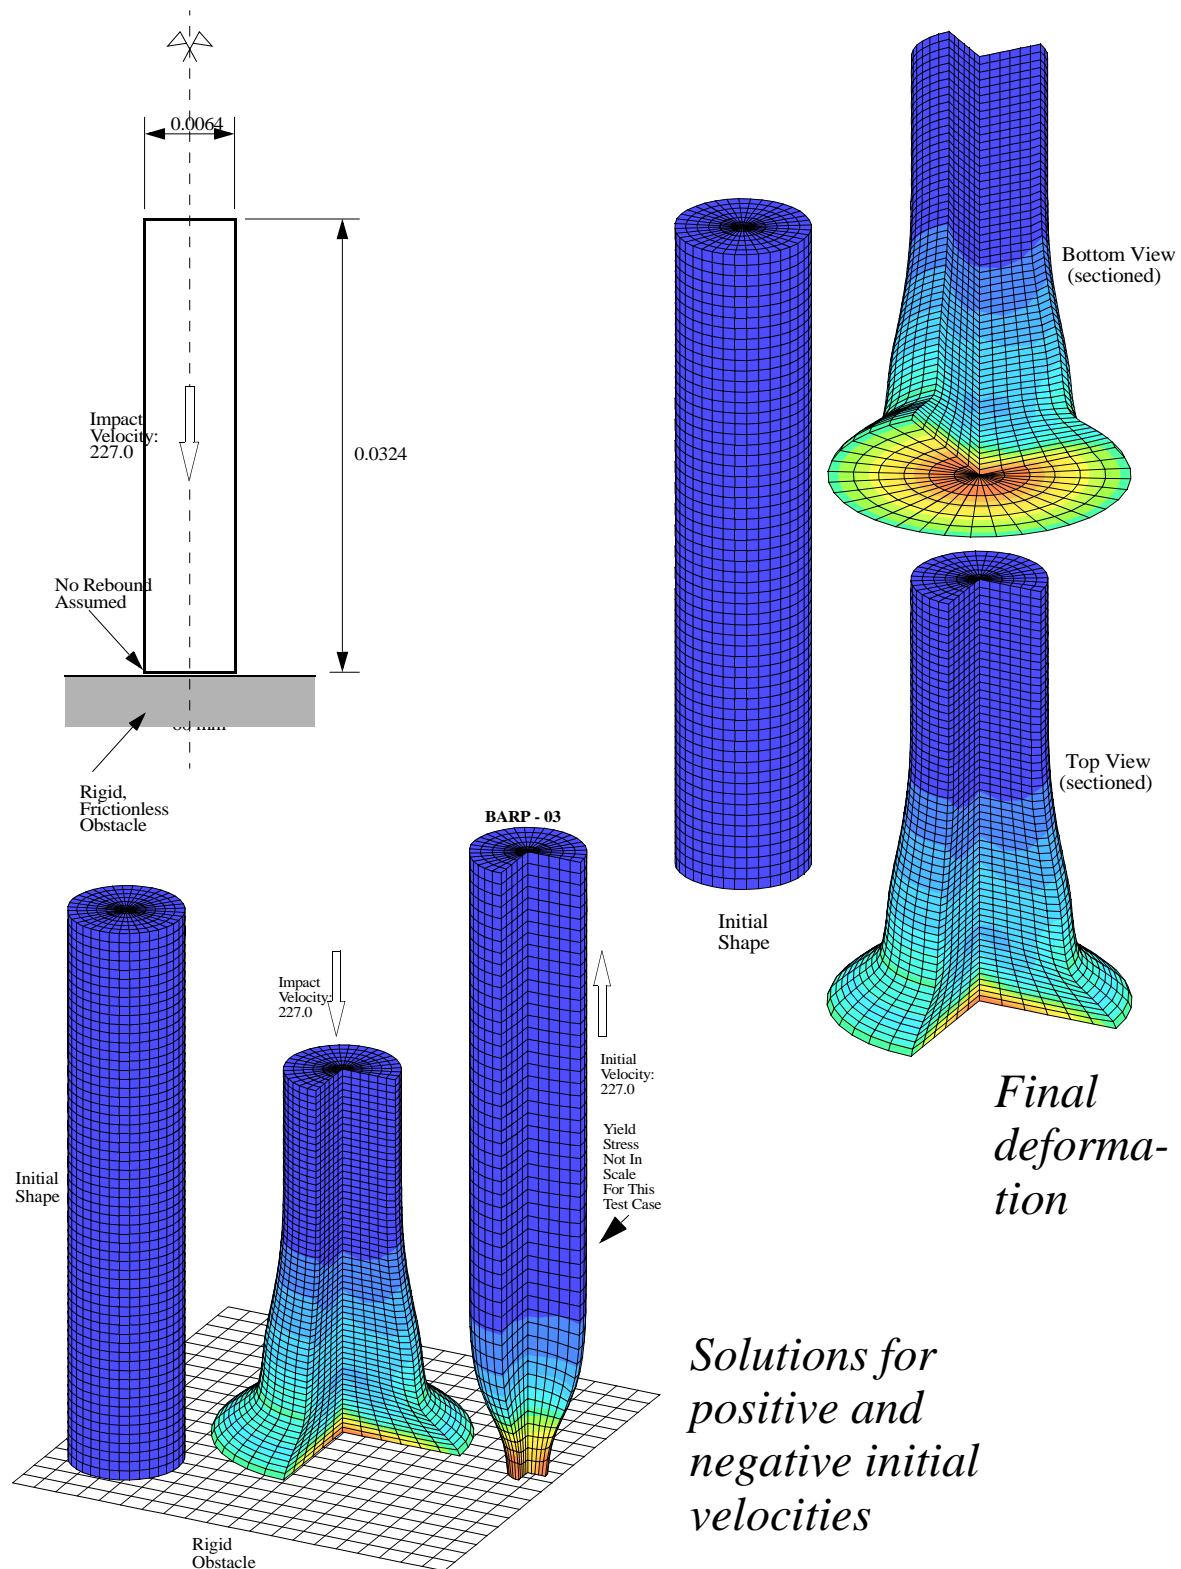 0.0064
Impact
Velocity:
227.0
0.0324
No Rebound
Assumed
Rigid,
Frictionless
Obstacle
Bottom View
(sectioned)
Top View
(sectioned)
Initial
Shape
Final
deforma-
tion
BARP - 03
Impact
Velocity:
227.0
Initial
Velocity:
227.0
Yield
Stress
Not In
Scale
For This
Test Case
Initial
Shape
Rigid
Obstacle
Solutions for
positive and
negative initial
velocities